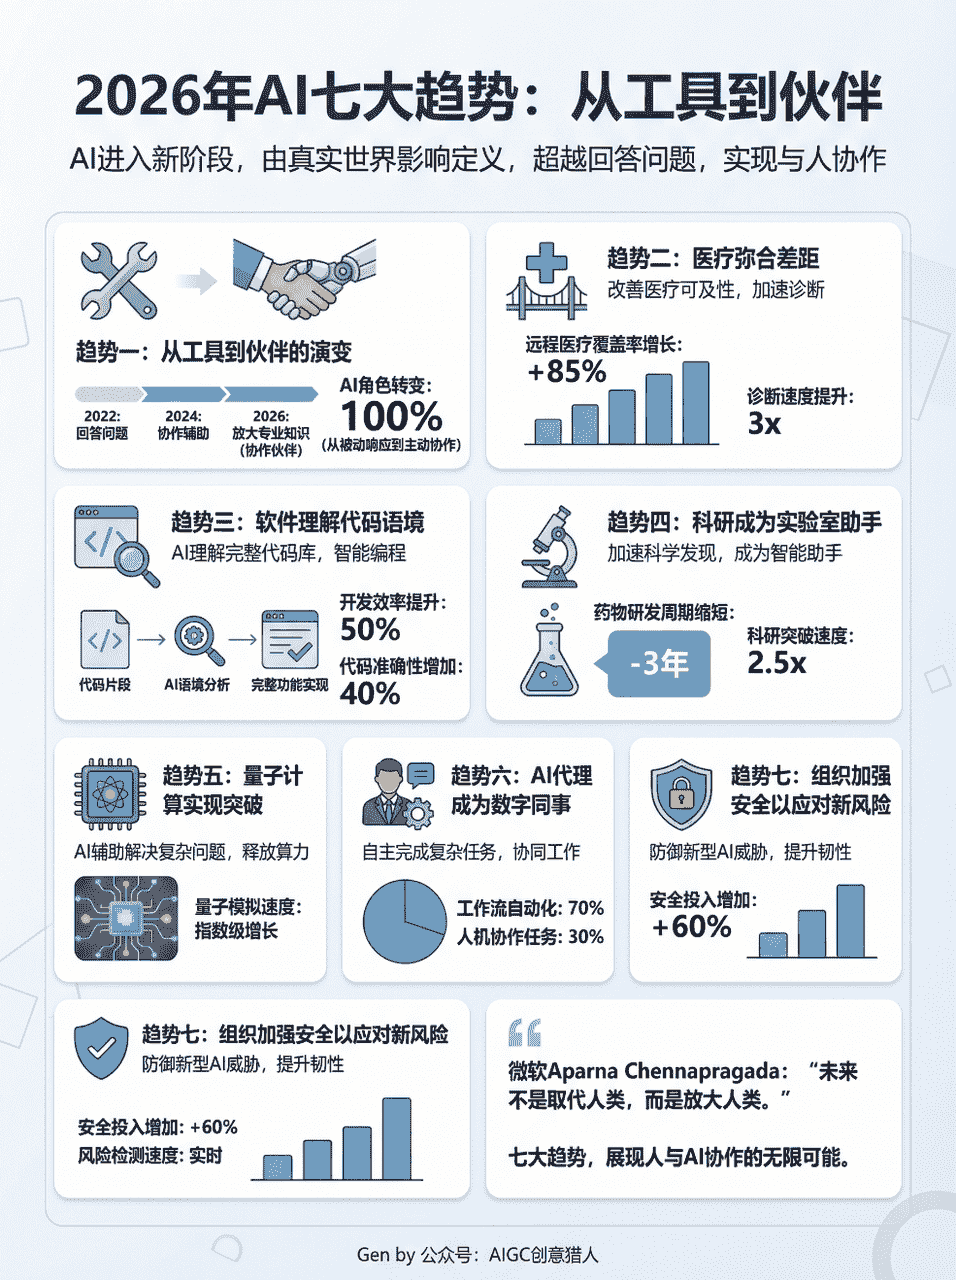 2026年AI七大趋势：从工具到伙伴
AI进入新阶段，由真实世界影响定义，超越回答问题，实现与人协作
趋势一：从工具到伙伴的演变
2022:
回答问题
2024:
协作辅助
2026:
放大专业知识
(协作伙伴)
AI角色转变:
100%
(从被动响应到主动协作)
趋势二：医疗弥合差距
改善医疗可及性，加速诊断
远程医疗覆盖率增长:
+85%
诊断速度提升:
3x
趋势三：软件理解代码语境
AI理解完整代码库，智能编程
代码片段
AI语境分析
完整功能实现
开发效率提升:
50%
代码准确性增加:
40%
趋势四：科研成为实验室助手
加速科学发现，成为智能助手
药物研发周期缩短:
-3年
科研突破速度:
2.5x
趋势五：量子计
算实现突破
AI辅助解决复杂问题，释放算力
量子模拟速度:
指数级增长
趋势六：AI代理
成为数字同事
自主完成复杂任务，协同工作
工作流自动化: 70%
人机协作任务: 30%
趋势七：组织加强
安全以应对新风险
防御新型AI威胁，提升韧性
安全投入增加:
+60%
趋势七：组织加强安全以应对新风险
防御新型AI威胁，提升韧性
安全投入增加: +60%
风险检测速度: 实时
微软Aparna Chennapragada：“未来
不是取代人类，而是放大人类。”
七大趋势，展现人与AI协作的无限可能。
Gen by 公众号：AIGC创意猎人